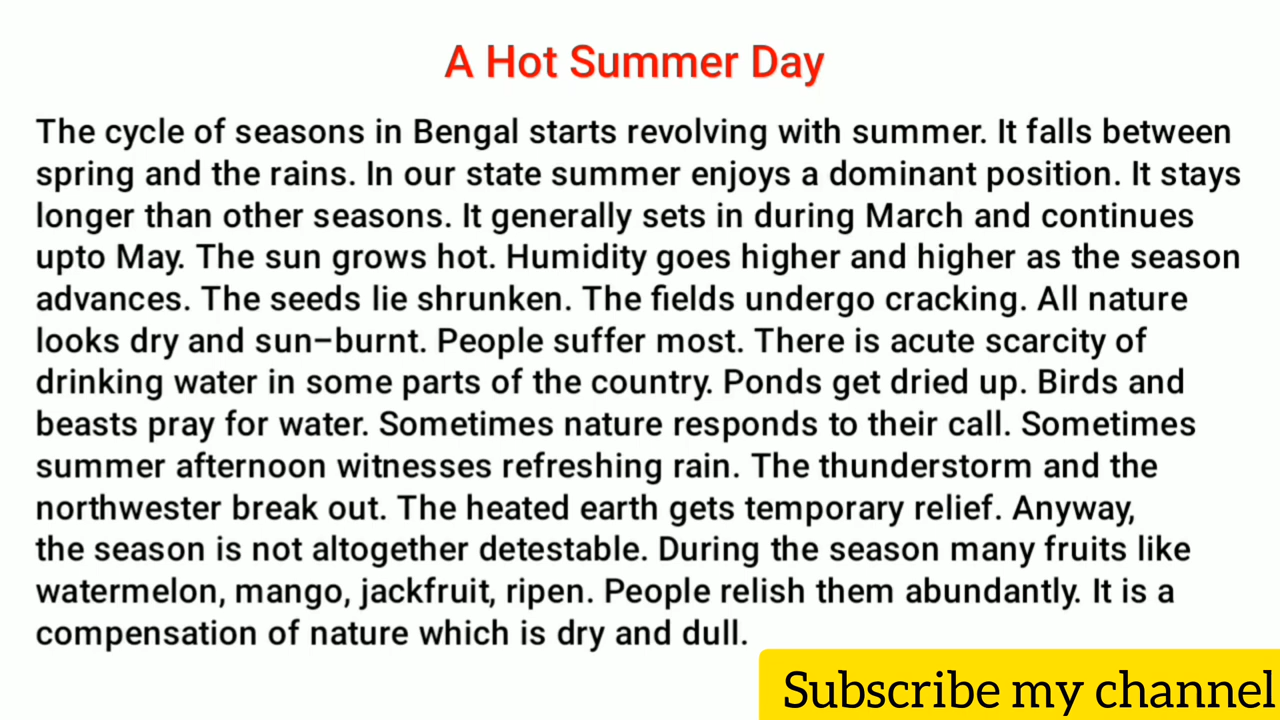 A Hot Summer Day
The cycle of seasons in Bengal starts revolving with summer. It falls between
spring and the rains. In our state summer enjoys a dominant position. It stays
longer than other seasons. It generally sets in during March and continues
upto May. The sun grows hot. Humidity goes higher and higher as the season
advances. The seeds lie shrunken. The fields undergo cracking. All nature
looks dry and sun–burnt. People suffer most. There is acute scarcity of
drinking water in some parts of the country. Ponds get dried up. Birds and
beasts pray for water. Sometimes nature responds to their call. Sometimes
summer afternoon witnesses refreshing rain. The thunderstorm and the
northwester break out. The heated earth gets temporary relief. Anyway,
the season is not altogether detestable. During the season many fruits like
watermelon, mango, jackfruit, ripen. People relish them abundantly. It is a
compensation of nature which is dry and dull.
Subscribe my channel